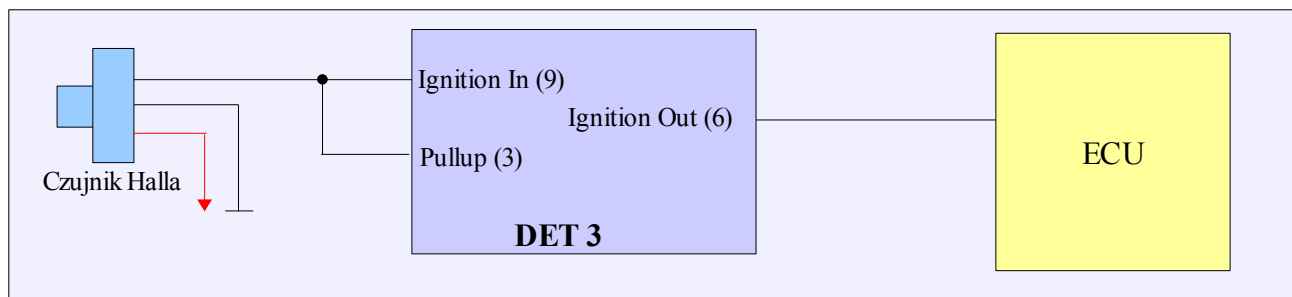 Ignition In (9)
Ignition Out (6)
Pullup (3)
ECU
Czujnik Halla
DET 3